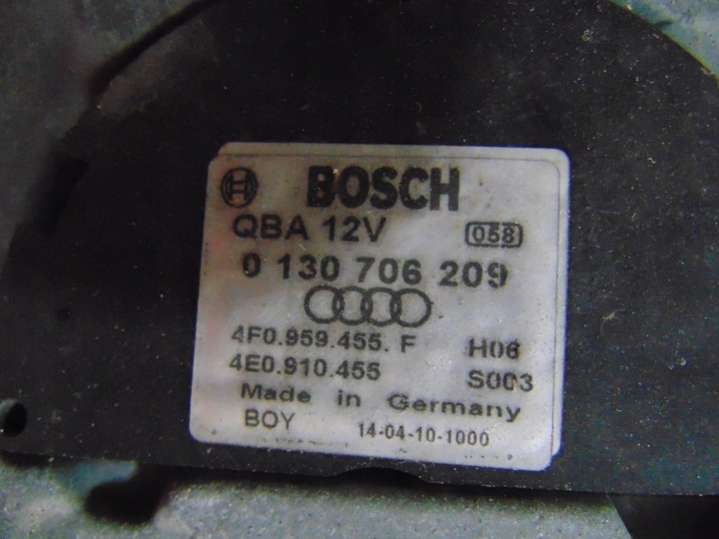 BOSCH
QBA 12V 058
0 130 706 209
4F0.959.455. F H06
4E0.910.455 S003
Made in Germany
BOY 14-04-10-1000